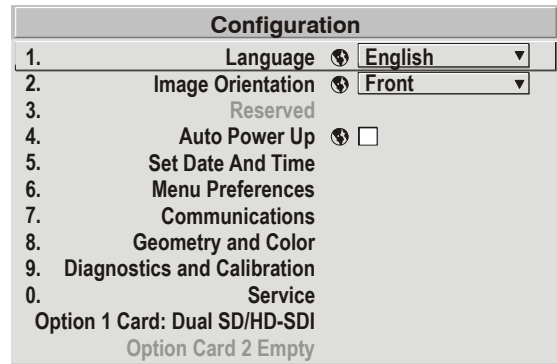 Configuration
1. Language English
2. Image Orientation Front
3. Reserved
4. Auto Power Up
5. Set Date And Time
6. Menu Preferences
7. Communications
8. Geometry and Color
9. Diagnostics and Calibration
0. Service
Option 1 Card: Dual SD/HD-SDI
Option Card 2 Empty